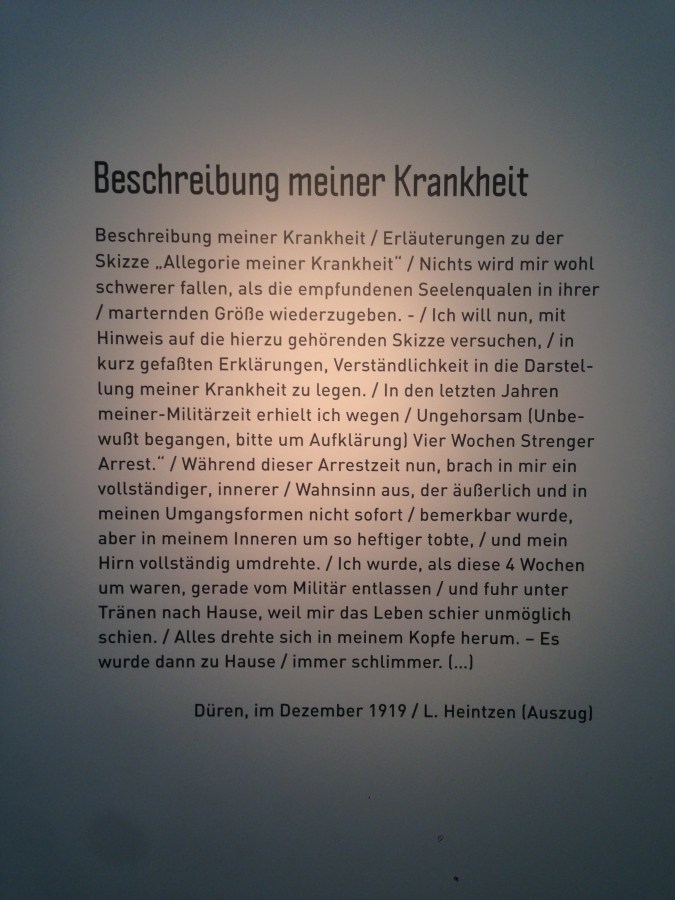 Beschreibung meiner Krankheit
Beschreibung meiner Krankheit / Erläuterungen zu der
Skizze „Allegorie meiner Krankheit“ / Nichts wird mir wohl
schwerer fallen, als die empfundenen Seelenqualen in ihrer
/ marternden Größe wiederzugeben. - / Ich will nun, mit
Hinweis auf die hierzu gehörenden Skizze versuchen, / in
kurz gefaßten Erklärungen, Verständlichkeit in die Darstel-
lung meiner Krankheit zu legen. / In den letzten Jahren
meiner-Militärzeit erhielt ich wegen / Ungehorsam (Unbe-
wußt begangen, bitte um Aufklärung) Vier Wochen Strenger
Arrest.“ / Während dieser Arrestzeit nun, brach in mir ein
vollständiger, innerer / Wahnsinn aus, der äußerlich und in
meinen Umgangsformen nicht sofort / bemerkbar wurde,
aber in meinem Inneren um so heftiger tobte, / und mein
Hirn vollständig umdrehte. / Ich wurde, als diese 4 Wochen
um waren, gerade vom Militär entlassen / und fuhr unter
Tränen nach Hause, weil mir das Leben schier unmöglich
schien. / Alles drehte sich in meinem Kopfe herum. – Es
wurde dann zu Hause / immer schlimmer. (...)
Düren, im Dezember 1919 / L. Heintzen (Auszug)